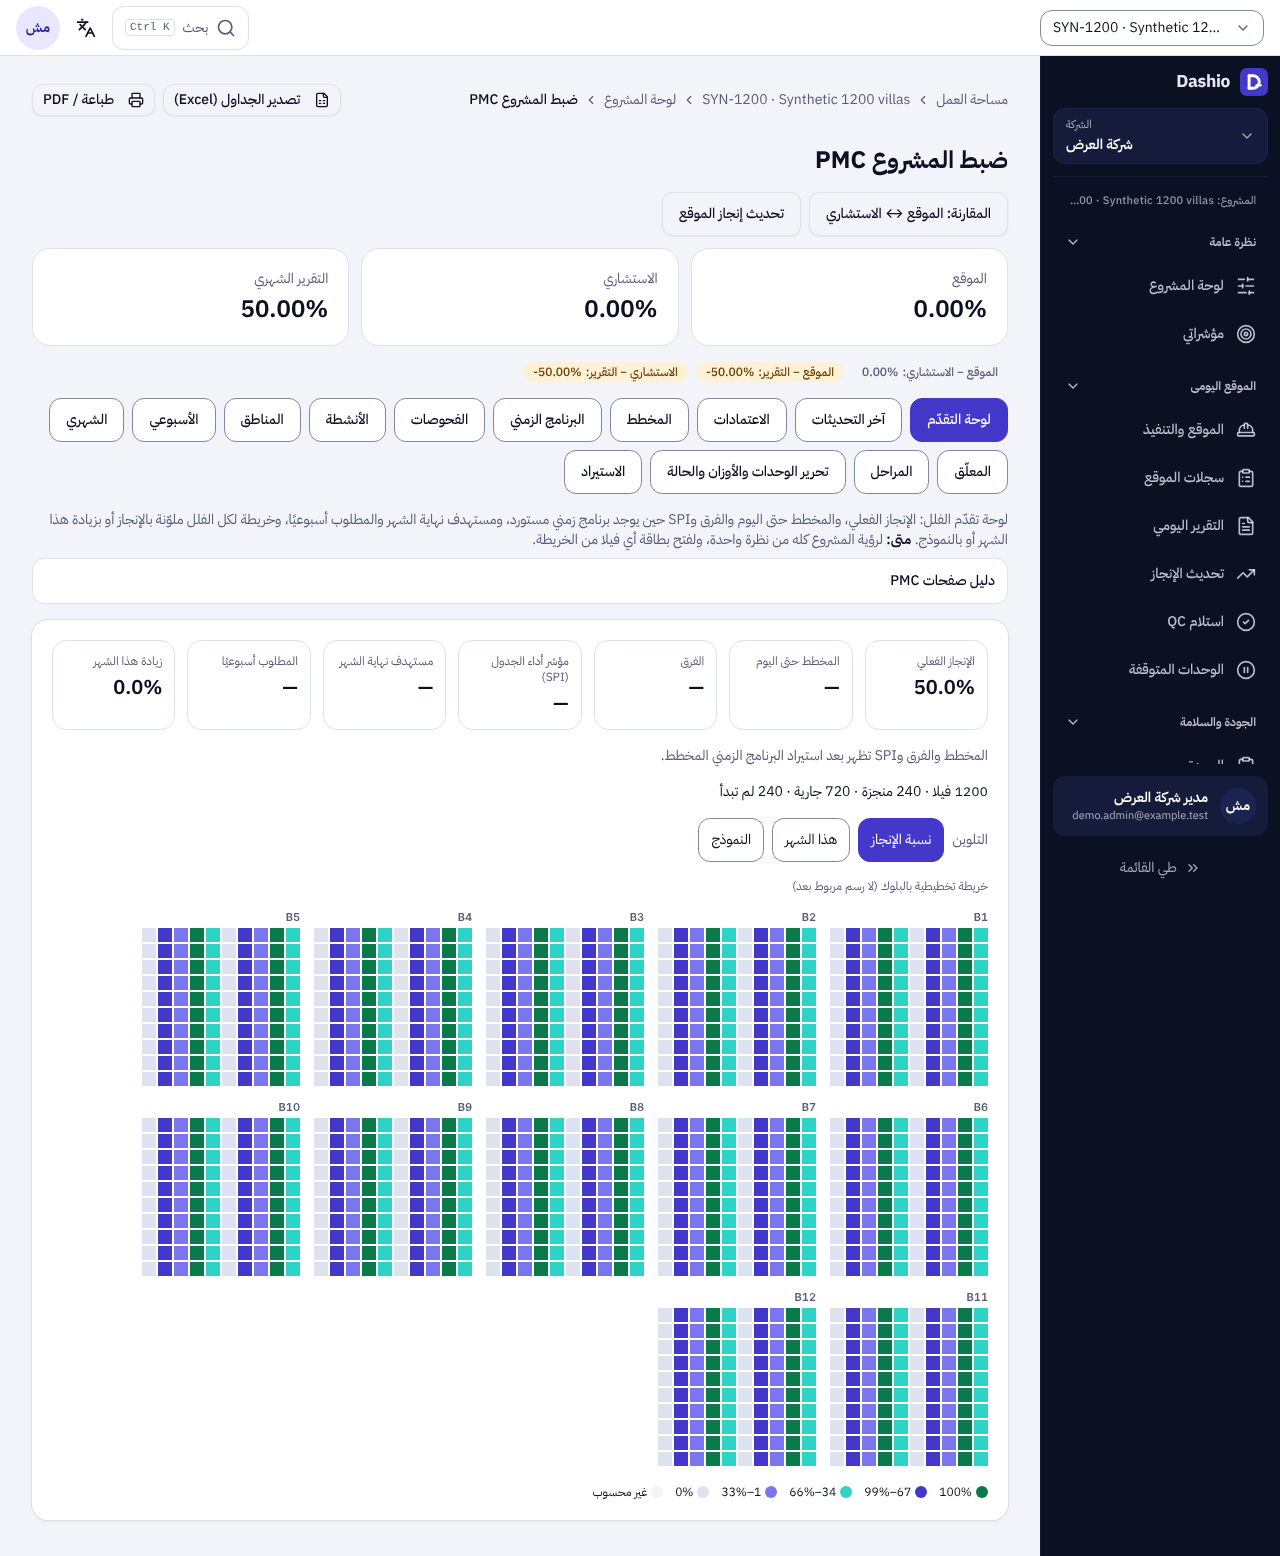 SYN-1200 · Synthetic 12...
بحث
Ctrl K
مش
Dashio
الشركة
شركة العرض
المشروع: SYN-1200 · Synthetic 1200 villas
نظرة عامة
لوحة المشروع
مؤشراتي
الموقع اليومي
الموقع والتنفيذ
سجلات الموقع
التقرير اليومي
تحديث الإنجاز
استلام QC
الوحدات المتوقفة
الجودة والسلامة
مش
مدير شركة العرض
demo.admin@example.test
طي القائمة
مساحة العمل
SYN-1200 · Synthetic 1200 villas
لوحة المشروع
ضبط المشروع PMC
تصدير الجداول (Excel)
طباعة / PDF
ضبط المشروع PMC
المقارنة: الموقع ↔ الاستشاري
تحديث إنجاز الموقع
الموقع
0.00%
الاستشاري
0.00%
التقرير الشهري
50.00%
الموقع – الاستشاري: 0.00%
الموقع – التقرير: 50.00%-
الاستشاري – التقرير: 50.00%-
لوحة التقدّم
آخر التحديثات
الاعتمادات
المخطط
البرنامج الزمني
الفحوصات
الأنشطة
المناطق
الأسبوعي
الشهري
المعلّق
المراحل
تحرير الوحدات والأوزان والحالة
الاستيراد
لوحة تقدّم الفلل: الإنجاز الفعلي، والمخطط حتى اليوم والفرق وSPI حين يوجد برنامج زمني مستورد، ومستهدف نهاية الشهر والمطلوب أسبوعيًا، وخريطة لكل الفلل ملوّنة بالإنجاز أو بزيادة هذا
الشهر أو بالنموذج. متى: لرؤية المشروع كله من نظرة واحدة، ولفتح بطاقة أي فيلا من الخريطة.
دليل صفحات PMC
الإنجاز الفعلي
50.0%
المخطط حتى اليوم
—
الفرق
—
مؤشر أداء الجدول
(SPI)
—
مستهدف نهاية الشهر
—
المطلوب أسبوعيًا
—
زيادة هذا الشهر
0.0%
المخطط والفرق وSPI تظهر بعد استيراد البرنامج الزمني المخطط.
1200 فيلا · 240 منجزة · 720 جارية · 240 لم تبدأ
التلوين
نسبة الإنجاز
هذا الشهر
النموذج
خريطة تخطيطية بالبلوك (لا رسم مربوط بعد)
B1
B2
B3
B4
B5
B6
B7
B8
B9
B10
B11
B12
100%
67–99%
34–66%
1–33%
0%
غير محسوب